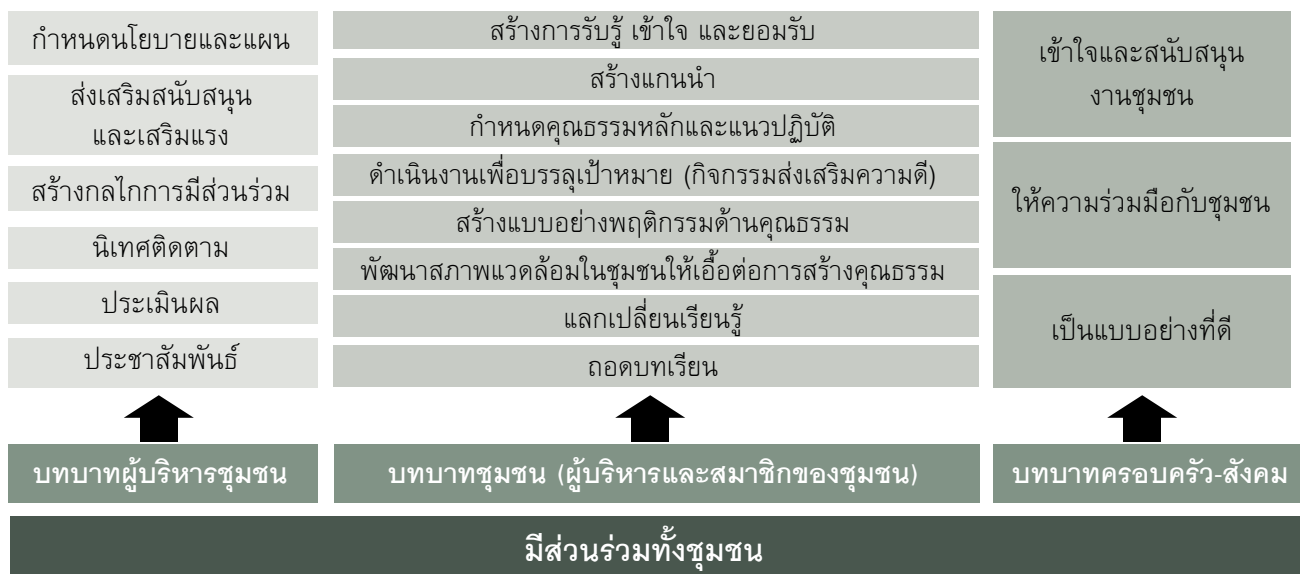 กำหนดนโยบายและแผน
ส่งเสริมสนับสนุน
และเสริมแรง
สร้างกลไกการมีส่วนร่วม
นิเทศติดตาม
ประเมินผล
ประชาสัมพันธ์
บทบาทผู้บริหารชุมชน
สร้างการรับรู้ เข้าใจ และยอมรับ
สร้างแกนนำ
กำหนดคุณธรรมหลักและแนวปฏิบัติ
ดำเนินงานเพื่อบรรลุเป้าหมาย (กิจกรรมส่งเสริมความดี)
สร้างแบบอย่างพฤติกรรมด้านคุณธรรม
พัฒนาสภาพแวดล้อมในชุมชนให้เอื้อต่อการสร้างคุณธรรม
แลกเปลี่ยนเรียนรู้
ถอดบทเรียน
บทบาทชุมชน (ผู้บริหารและสมาชิกของชุมชน)
เข้าใจและสนับสนุน
งานชุมชน
ให้ความร่วมมือกับชุมชน
เป็นแบบอย่างที่ดี
บทบาทครอบครัว-สังคม
มีส่วนร่วมทั้งชุมชน